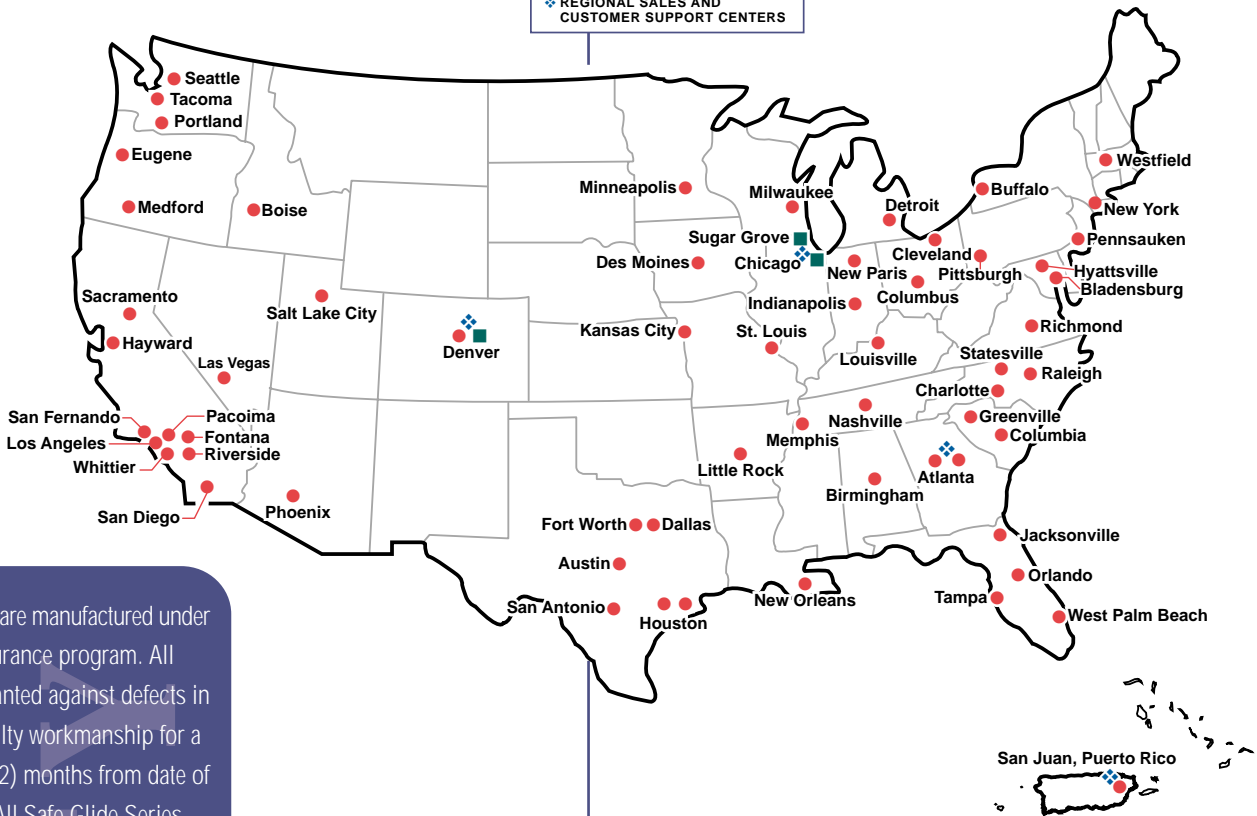 REGIONAL SALES AND
CUSTOMER SUPPORT CENTERS
Seattle
Tacoma
Portland
Eugene
Medford
Boise
Minneapolis
Milwaukee
Detroit
Buffalo
Westfield
New York
Pennsauken
Sugar Grove
Chicago
Des Moines
New Paris
Cleveland
Pittsburgh
Hyattsville
Bladensburg
Sacramento
Salt Lake City
Indianapolis
Columbus
Hayward
Denver
Kansas City
St. Louis
Louisville
Richmond
Las Vegas
Statesville
Raleigh
Charlotte
San Fernando
Pacoima
Los Angeles
Fontana
Whittier
Riverside
Nashville
Greenville
Memphis
Columbia
Little Rock
Atlanta
Birmingham
San Diego
Phoenix
Fort Worth
Dallas
Jacksonville
Austin
Orlando
San Antonio
Houston
New Orleans
Tampa
West Palm Beach
San Juan, Puerto Rico
are manufactured under
urance program. All
nted against defects in
lty workmanship for a
2) months from date of
All Safe Glide Series